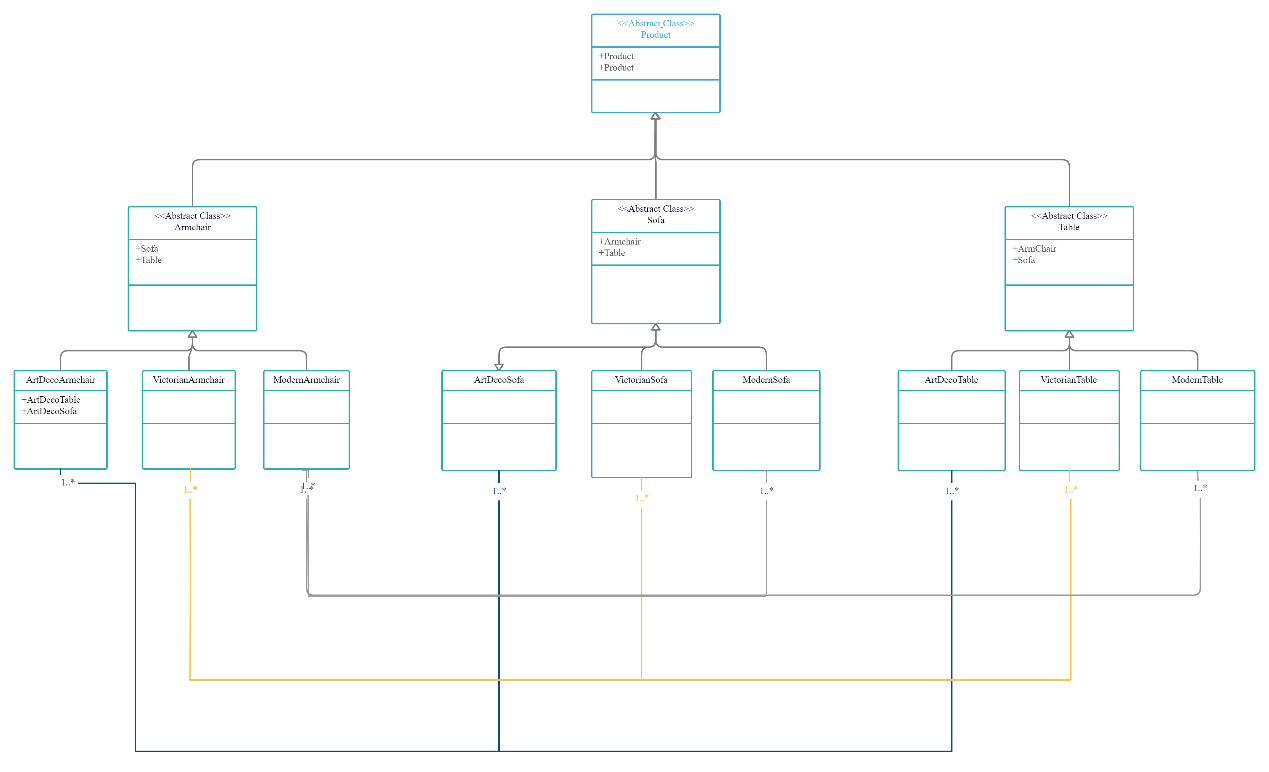 <<Abstract_Class>>
Product
+Product
+Product
<<Abstract Class>>
Armchair
+Sofa
+Table
<<Abstract Class>>
Sofa
+Armchair
+Table
<<Abstract Class>>
Table
+ArmChair
+Sofa
ArtDecoArmchair
+ArtDecoTable
+ArtDecoSofa
VictorianArmchair
ModernArmchair
ArtDecoSofa
VictorianSofa
ModernSofa
ArtDecoTable
VictorianTable
ModernTable
1..*
1..*
1..*
1..*
1..*
1..*
1..*
1..*
1..*
1..*